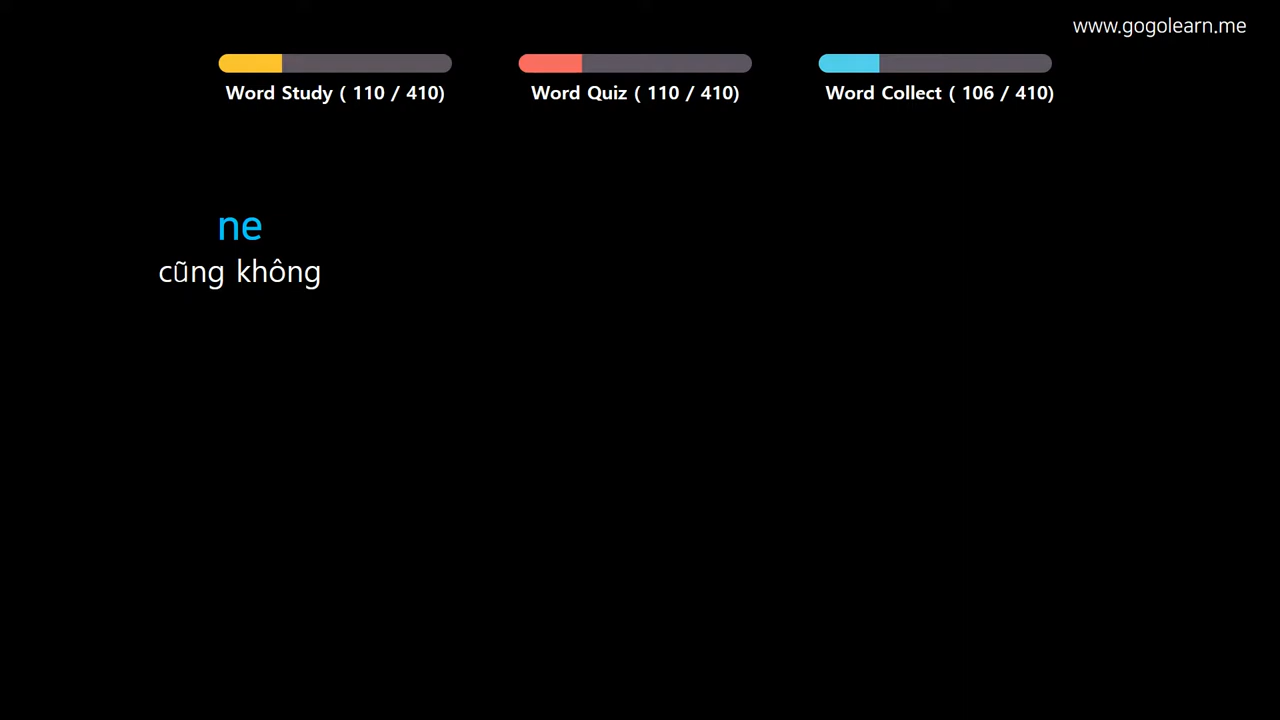 www.gogolearn.me
Word Study ( 110 / 410)
Word Quiz ( 110 / 410)
Word Collect ( 106 / 410)
ne
cũng không